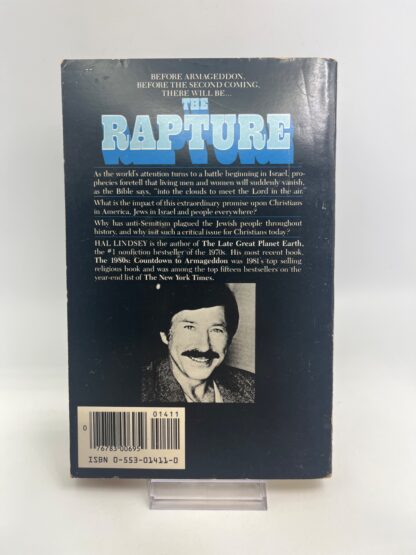 BEFORE ARMAGEDDON,
BEFORE THE SECOND COMING,
THERE WILL BE...
THE
RAPTURE
As the world's attention turns to a battle beginning in Israel, pro-
phecies foretell that living men and women will suddenly vanish,
as the Bible says, "into the clouds to meet the Lord in the air."
What is the impact of this extraordinary promise upon Christians
in America, Jews in Israel and people everywhere?
Why has anti-Semitism plagued the Jewish people throughout
history, and why is it such a critical issue for Christians today?
HAL LINDSEY is the author of The Late Great Planet Earth,
the #1 nonfiction bestseller of the 1970s. His most recent book,
The 1980s: Countdown to Armageddon was 1981's top selling
religious book and was among the top fifteen bestsellers on the
year-end list of The New York Times.
01411
0
76783 00695
ISBN 0-553-01411-0